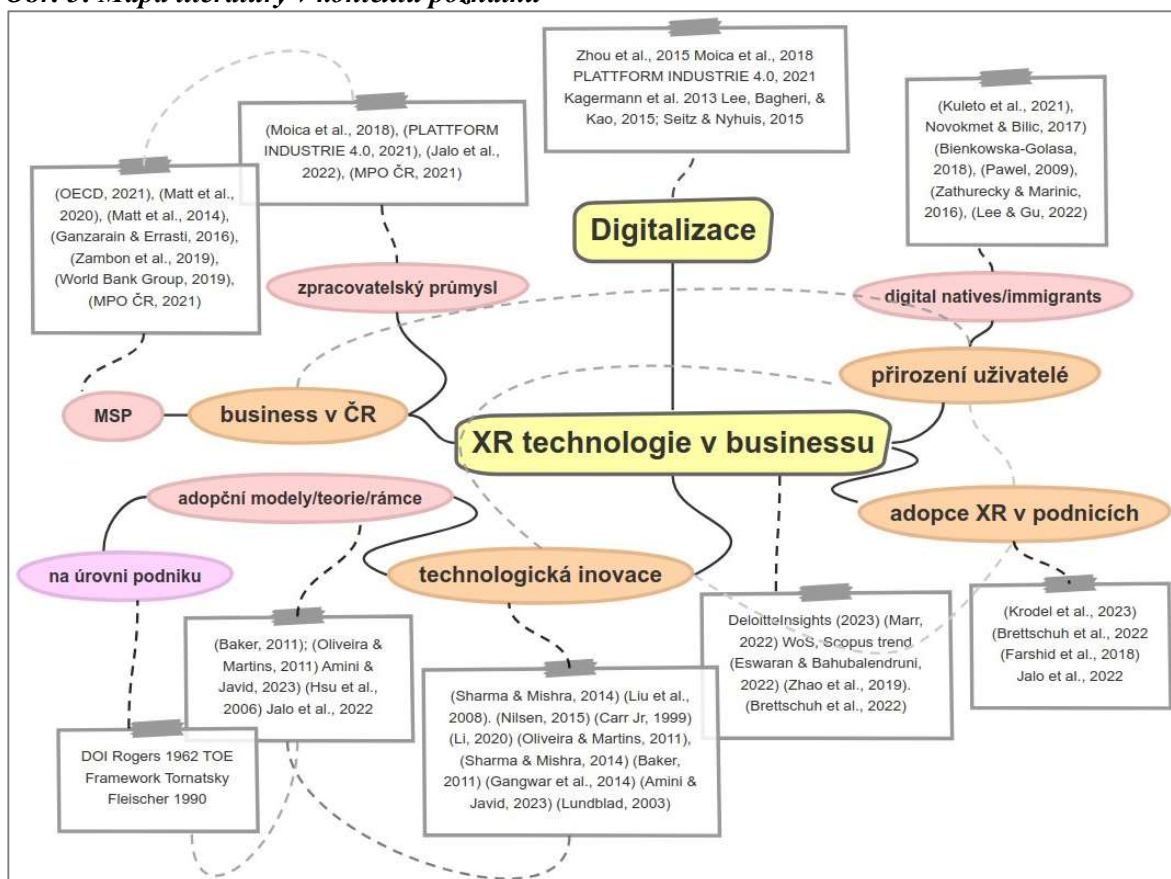 Obr. 3: Mapa literatury v kontextu poznatků
Zhou et al., 2015 Moica et al., 2018
PLATTFORM INDUSTRIE 4.0, 2021
Kagermann et al. 2013 Lee, Bagheri, &
Kao, 2015; Seitz & Nyhuis, 2015
(Kuleto et al., 2021),
Novokmet & Bilic, 2017)
(Bienkowska-Golasa,
2018), (Pawel, 2009),
(Zathurecky & Marinic,
2016), (Lee & Gu, 2022)
(Moica et al., 2018), (PLATTFORM
INDUSTRIE 4.0, 2021), (Jalo et al.,
2022), (MPO ČR, 2021)
(OECD, 2021), (Matt et al.,
2020), (Matt et al., 2014),
(Ganzarain & Errasti, 2016),
(Zambon et al., 2019),
(World Bank Group, 2019),
(MPO ČR, 2021)
Digitalizace
zpracovatelský průmysl
digital natives/immigrants
přirození uživatelé
MSP
business v ČR
XR technologie v businessu
adopční modely/teorie/rámce
adopce XR v podnicích
na úrovni podniku
technologická inovace
(Baker, 2011); (Oliveira &
Martins, 2011) Amini &
Javid, 2023) (Hsu et al.,
2006) Jalo et al., 2022
DeloitteInsights (2023) (Marr,
2022) WoS, Scopus trend
(Eswaran & Bahubalendruni,
2022) (Zhao et al., 2019).
(Brettschuh et al., 2022)
(Krodel et al., 2023)
(Brettschuh et al., 2022
(Farshid et al., 2018)
Jalo et al., 2022
(Sharma & Mishra, 2014) (Liu et al.,
2008). (Nilsen, 2015) (Carr Jr, 1999)
(Li, 2020) (Oliveira & Martins, 2011),
(Sharma & Mishra, 2014) (Baker,
2011) (Gangwar et al., 2014) (Amini &
Javid, 2023) (Lundblad, 2003)
DOI Rogers 1962 TOE
Framework Tornatsky
Fleischer 1990